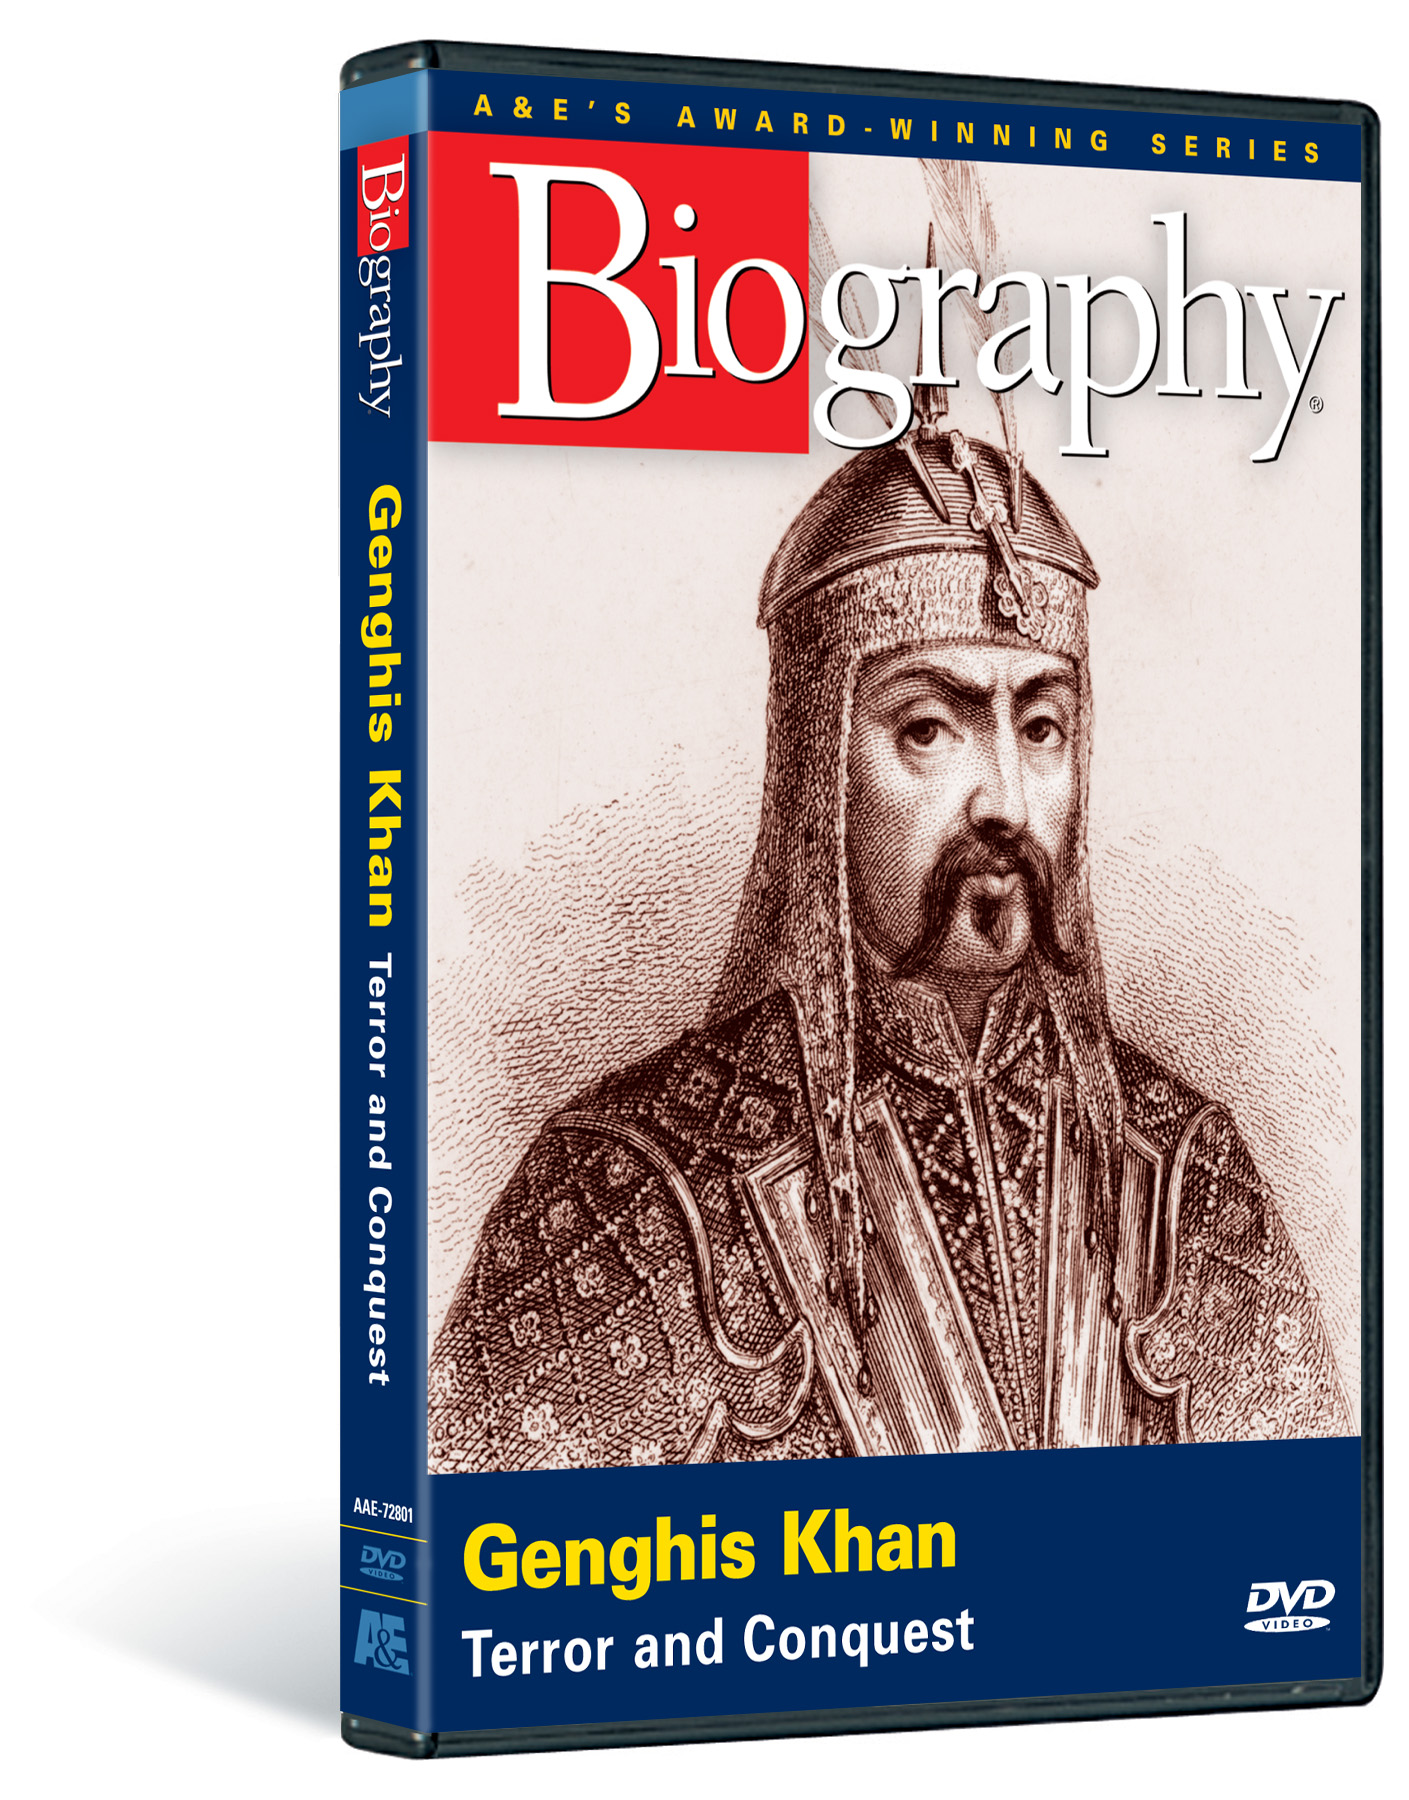 A&E'S AWARD-WINNING SERIES
Biography®
Genghis Khan
Terror and Conquest
DVD
VIDEO™
Biography®
Genghis Khan Terror and Conquest
AAE-72801
DVD
VIDEO
A&E